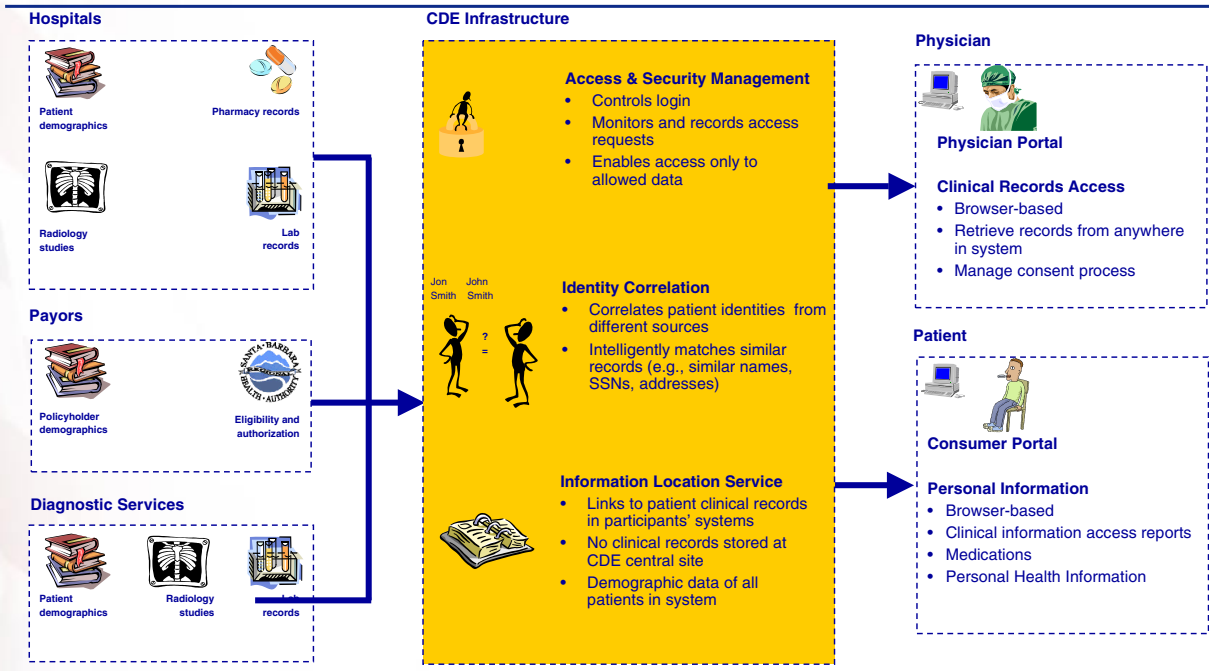 Hospitals
Patient
demographics
Pharmacy records
Radiology
studies
Lab
records
Payors
Policyholder
demographics
SANTA • BARBARA
REGIONAL
HEALTH • AUTHORITY
Eligibility and
authorization
Diagnostic Services
Patient
demographics
Radiology
studies
Lab
records
CDE Infrastructure
Access & Security Management
• Controls login
• Monitors and records access
requests
• Enables access only to
allowed data
Jon John
Smith Smith
?
=
Identity Correlation
• Correlates patient identities from
different sources
• Intelligently matches similar
records (e.g., similar names,
SSNs, addresses)
Information Location Service
• Links to patient clinical records
in participants’ systems
• No clinical records stored at
CDE central site
• Demographic data of all
patients in system
Physician
Physician Portal
Clinical Records Access
• Browser-based
• Retrieve records from anywhere
in system
• Manage consent process
Patient
Consumer Portal
Personal Information
• Browser-based
• Clinical information access reports
• Medications
• Personal Health Information